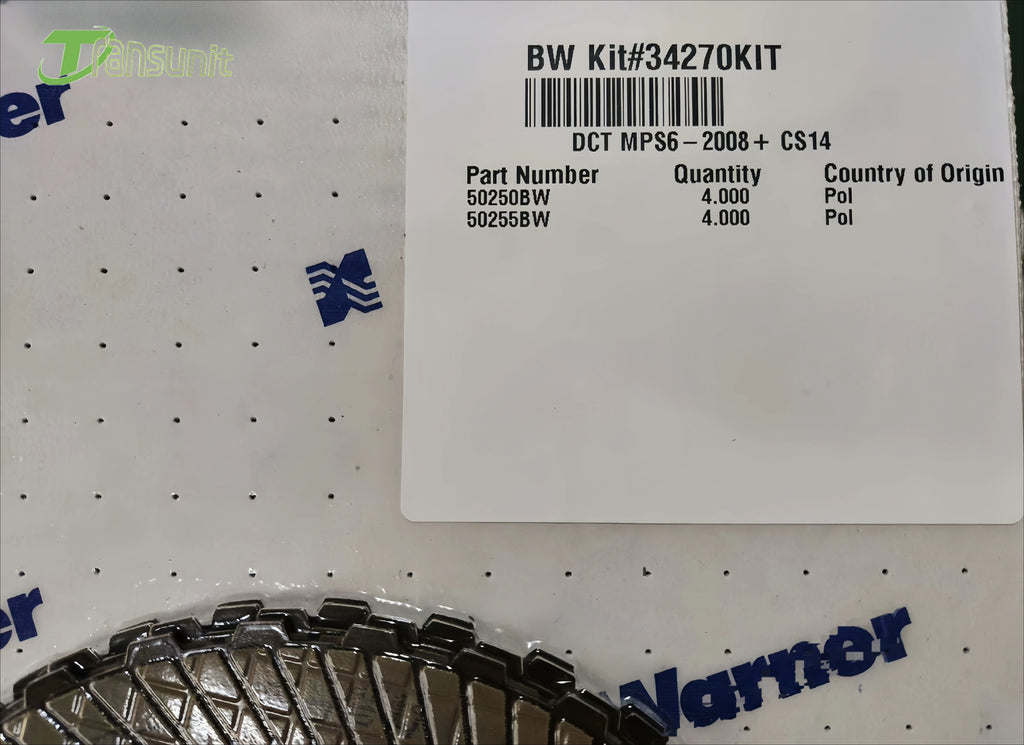 Transunit
er
BW Kit#34270KIT
DCT MPS6-2008+ CS14
Part Number Quantity Country of Origin
50250BW 4.000 Pol
50255BW 4.000 Pol
er
Warner